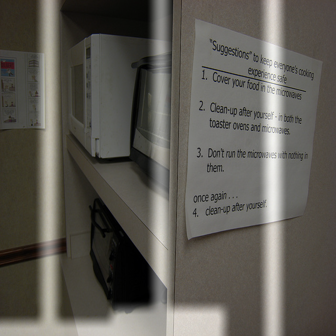 "Suggestions" to keep everyone's cooking
experience safe.
1. Cover your food in the microwaves
2. Clean-up after yourself - in both the
toaster ovens and microwaves.
3. Don't run the microwaves with nothing in
them.
once again . . .
4. clean-up after yourself.